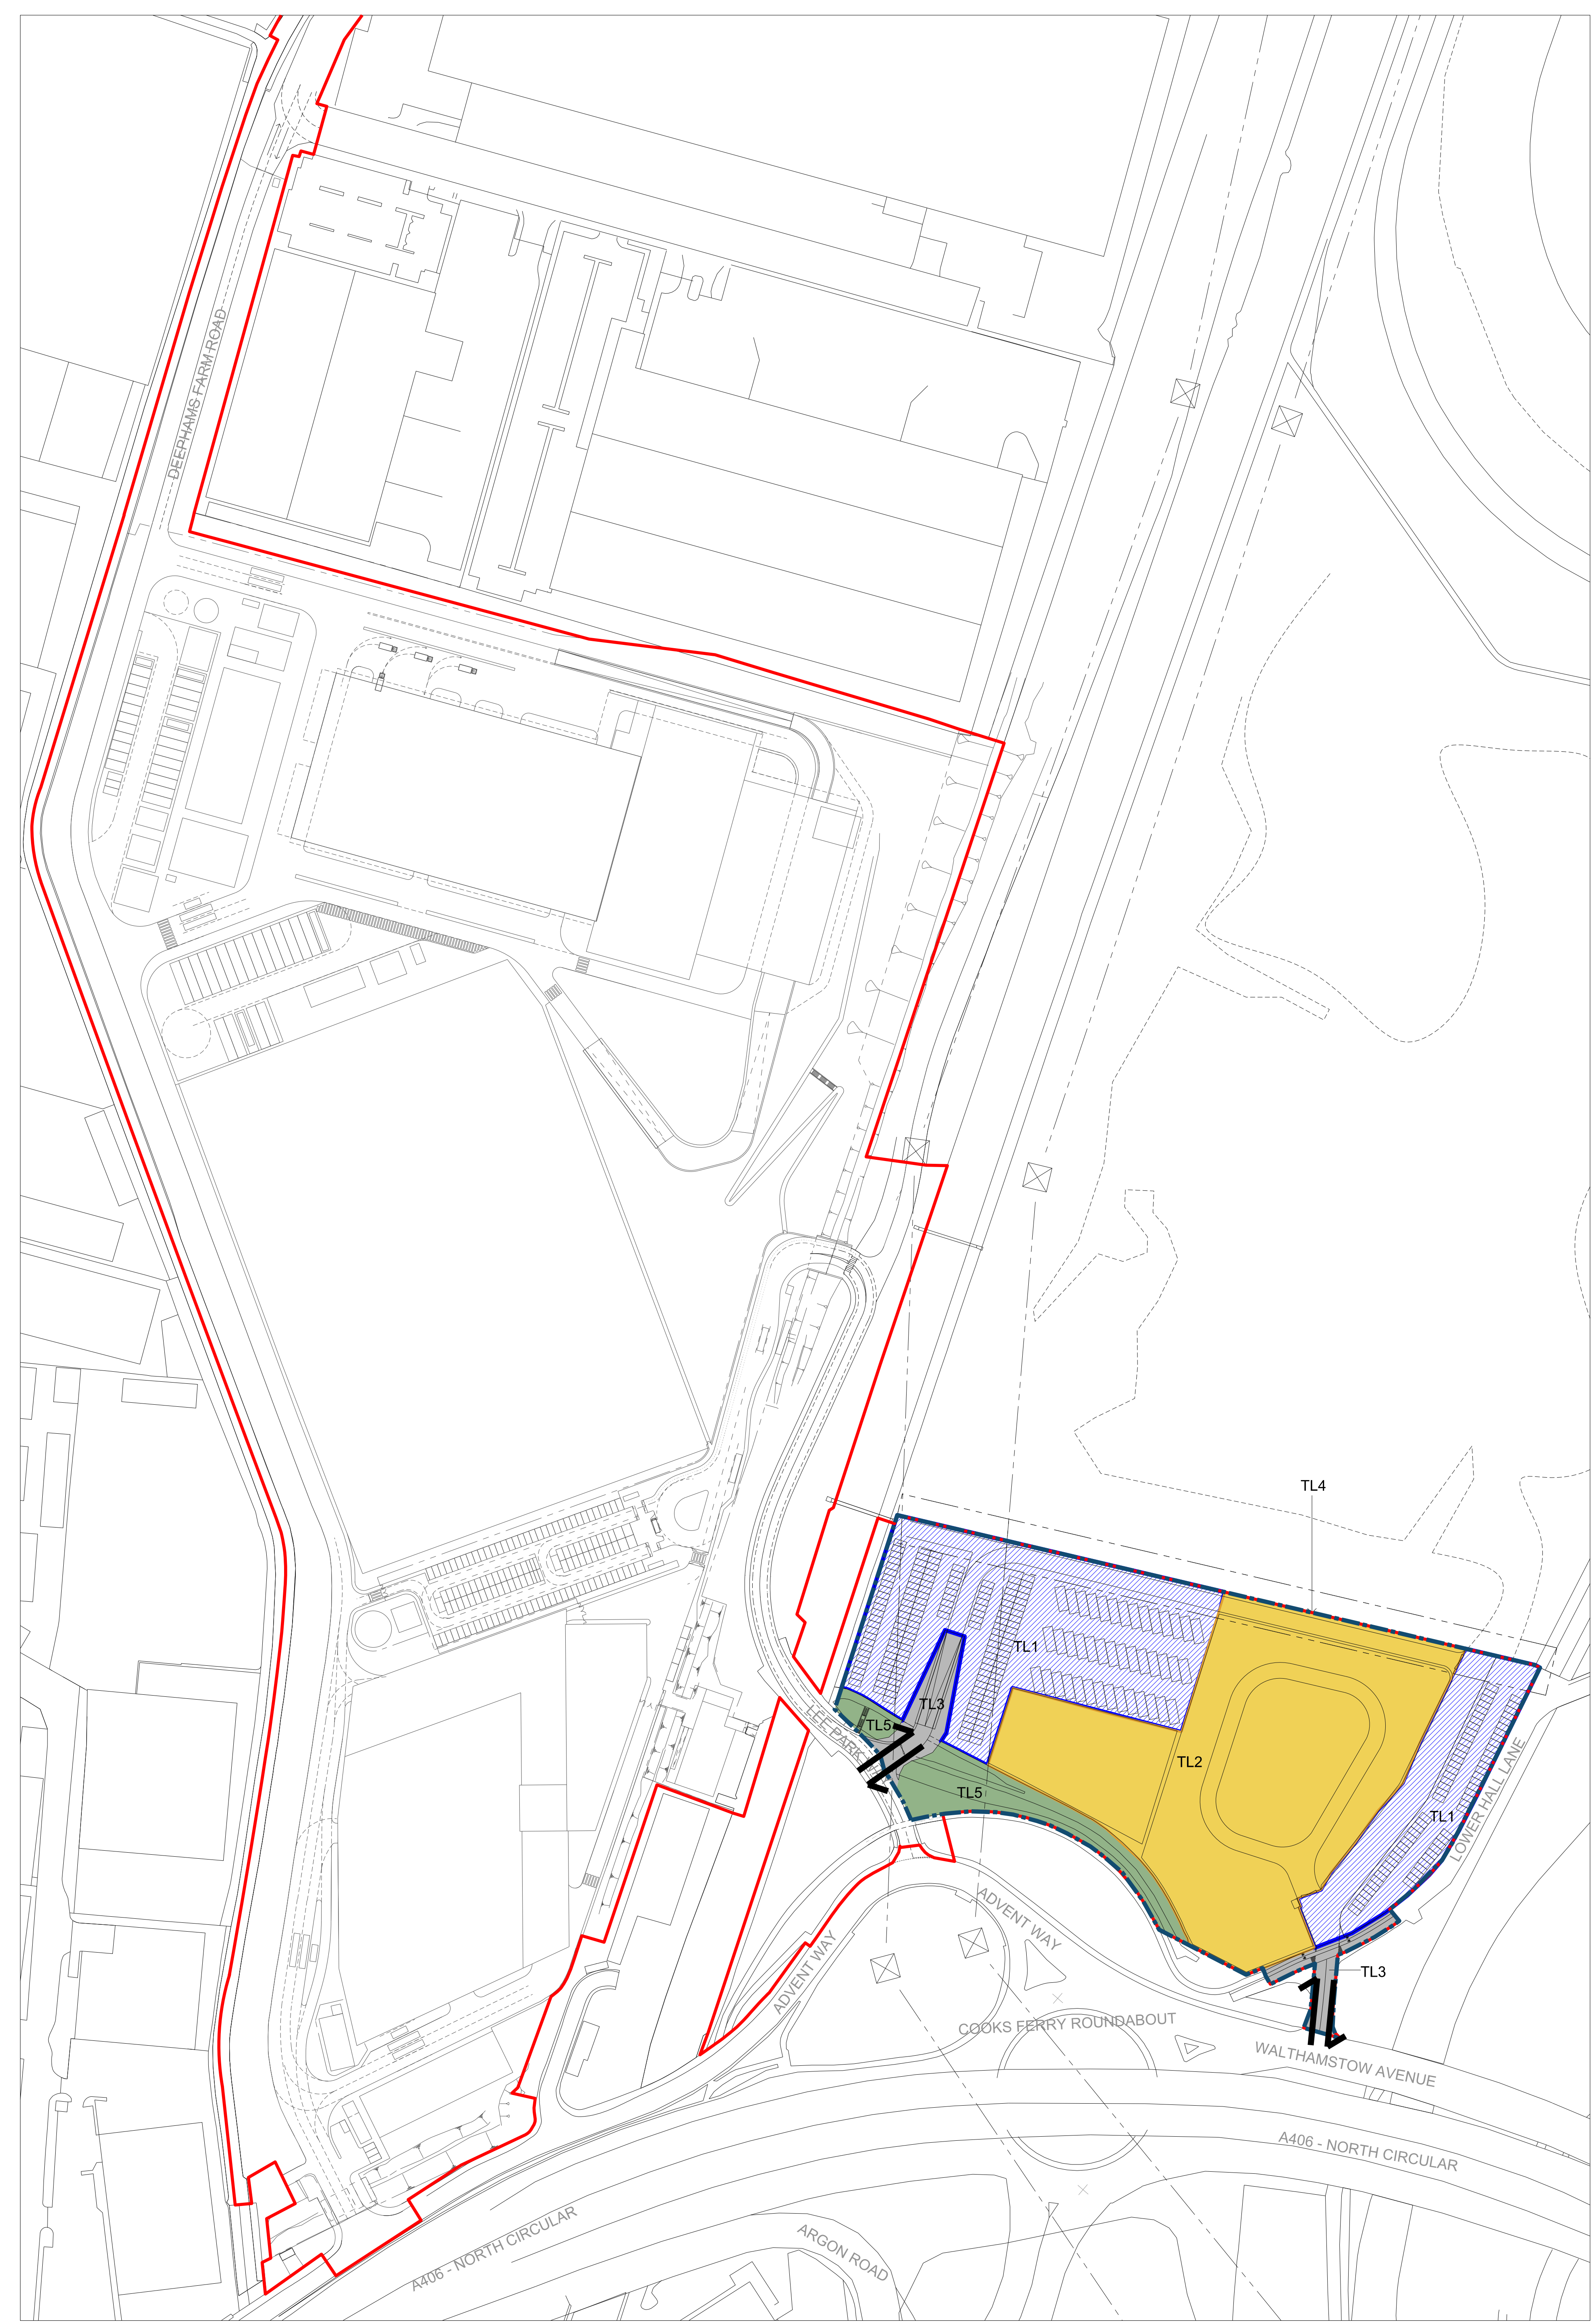 DEEPHAMS FARM ROAD
TL4
TL1
TL3
TL5
LEE PARK
TL2
TL5
TL1
LOWER HALL LANE
ADVENT WAY
ADVENT WAY
TL3
COOKS FERRY ROUNDABOUT
WALTHAMSTOW AVENUE
A406 - NORTH CIRCULAR
A406 - NORTH CIRCULAR
ARGON ROAD